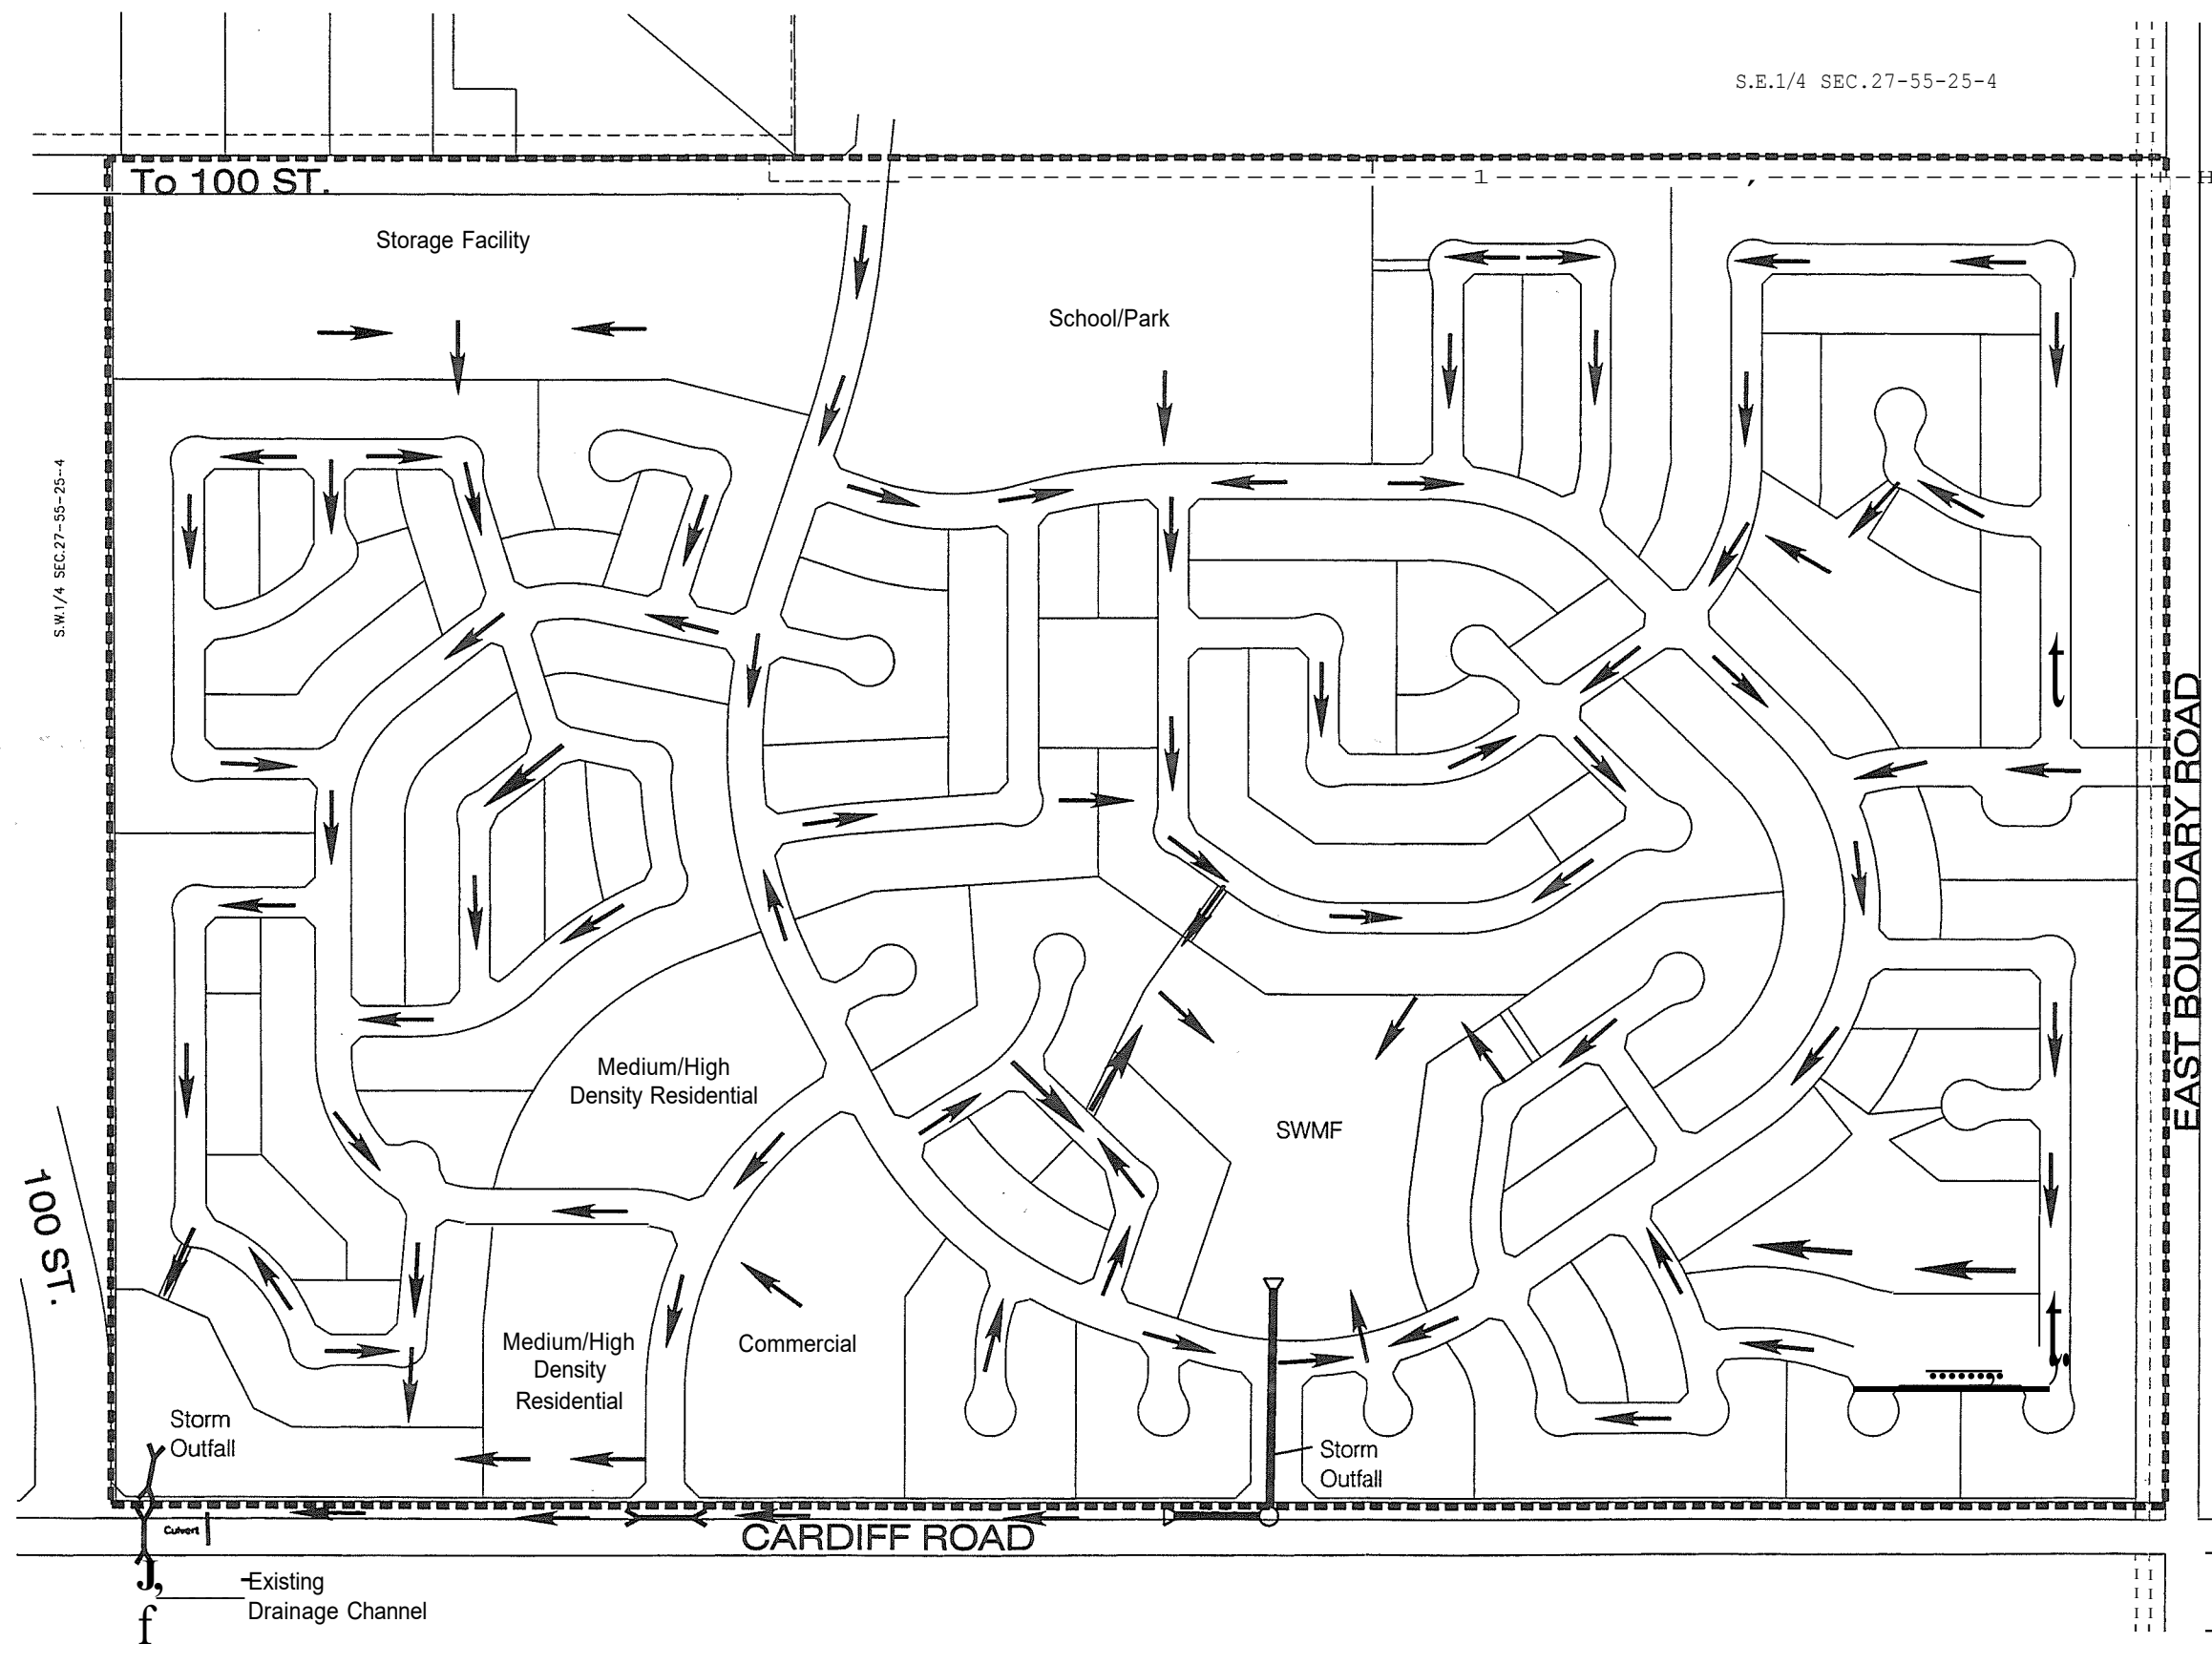 S.E.1/4 SEC.27-55-25-4
To 100 ST.
1
Storage Facility
School/Park
S.W.1/4 SEC.27-55-25-4
EAST BOUNDARY ROAD
Medium/High
Density Residential
SWMF
100 ST.
Medium/High
Density
Residential
Commercial
Storm
Outfall
Storm
Outfall
Culvert
CARDIFF ROAD
Existing
Drainage Channel